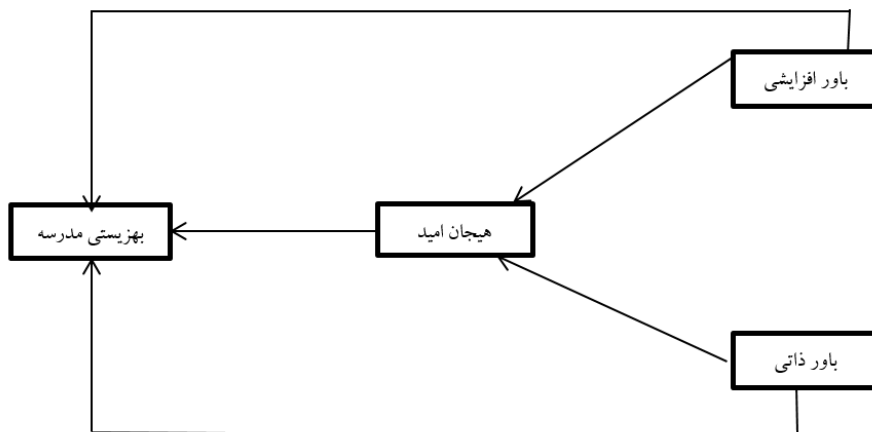 باور افزایشی
هیجان امید
بهزیستی مدرسه
باور ذاتی